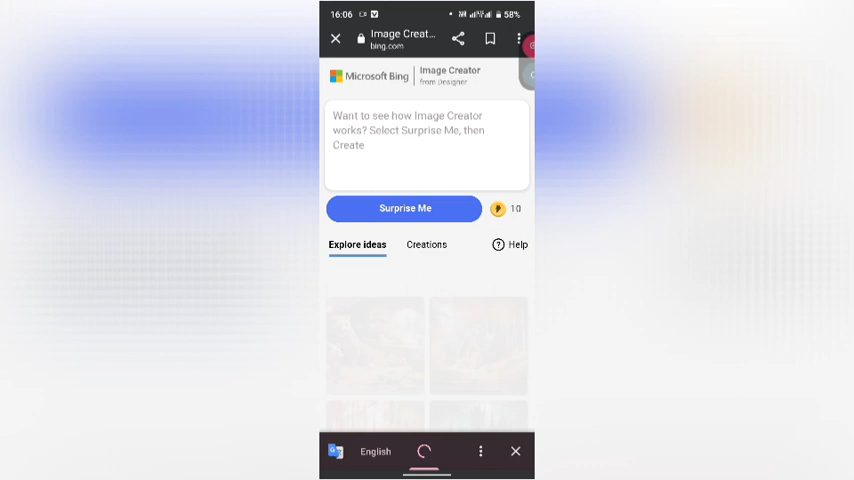 16:06 58%
Image Creat...
bing.com
Microsoft Bing Image Creator
from Designer
Want to see how Image Creator
works? Select Surprise Me, then
Create
Surprise Me 10
Explore ideas Creations Help
English